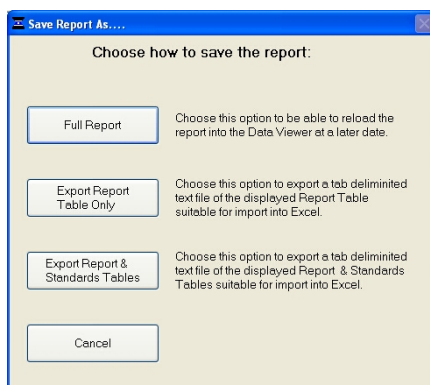 Save Report As....
Choose how to save the report:
Full Report
Choose this option to be able to reload the
report into the Data Viewer at a later date.
Export Report
Table Only
Choose this option to export a tab deliminited
text file of the displayed Report Table
suitable for import into Excel.
Export Report &
Standards Tables
Choose this option to export a tab deliminited
text file of the displayed Report & Standards
Tables suitable for import into Excel.
Cancel